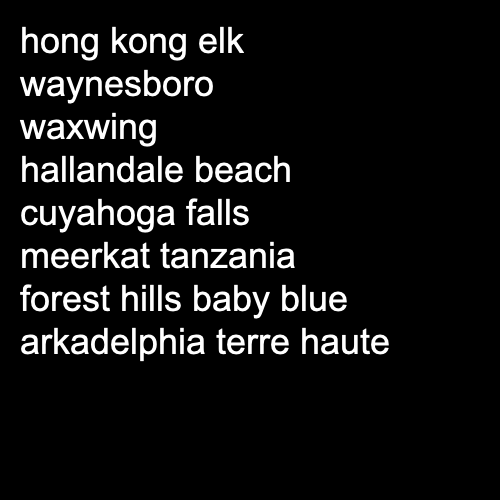 hong kong elk
waynesboro
waxwing
hallandale beach
cuyahoga falls
meerkat tanzania
forest hills baby blue
arkadelphia terre haute